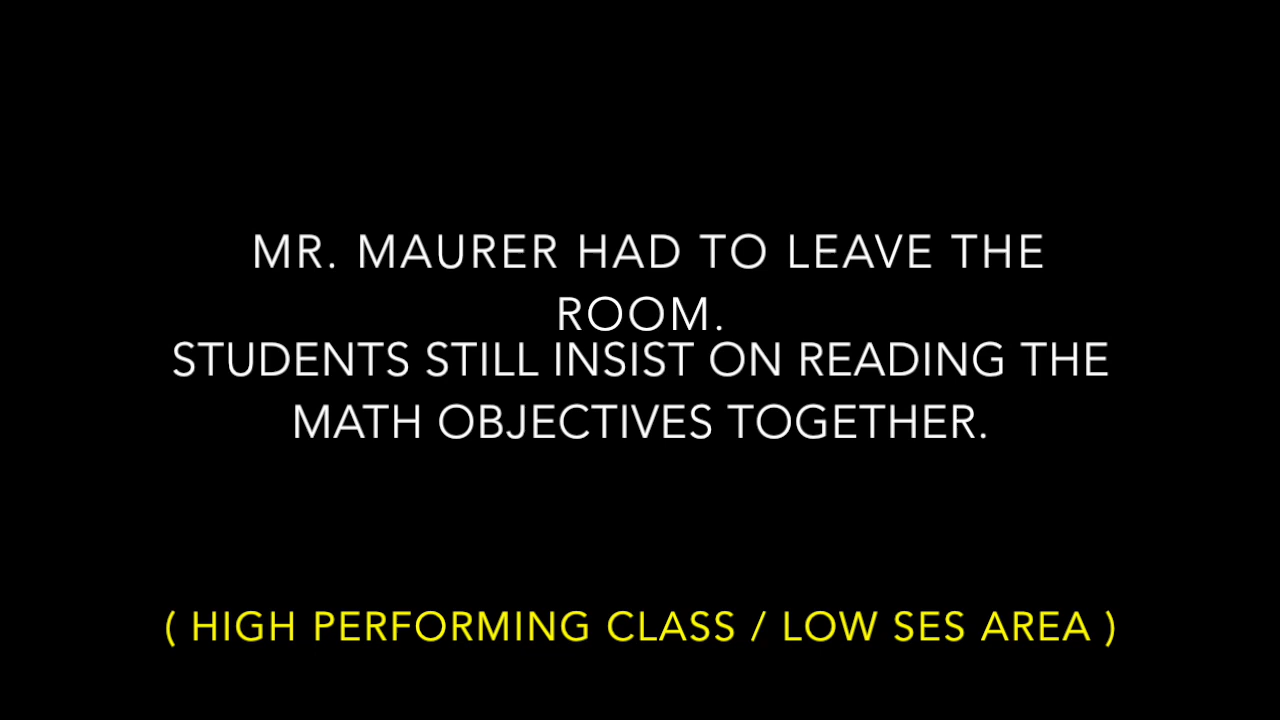 MR. MAURER HAD TO LEAVE THE
ROOM.
STUDENTS STILL INSIST ON READING THE
MATH OBJECTIVES TOGETHER.
( HIGH PERFORMING CLASS / LOW SES AREA )